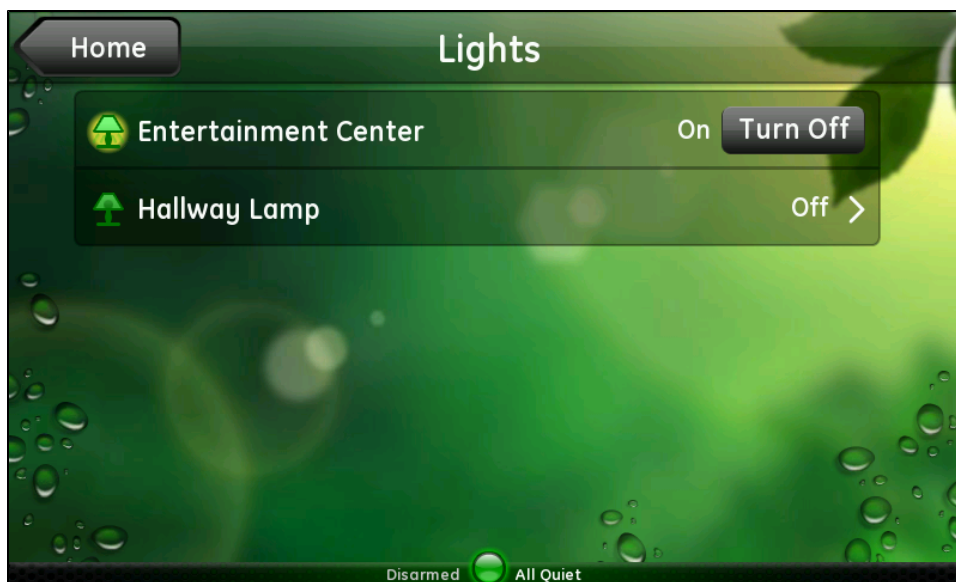 Home
Lights
Entertainment Center On Turn Off
Hallway Lamp Off
Disarmed All Quiet